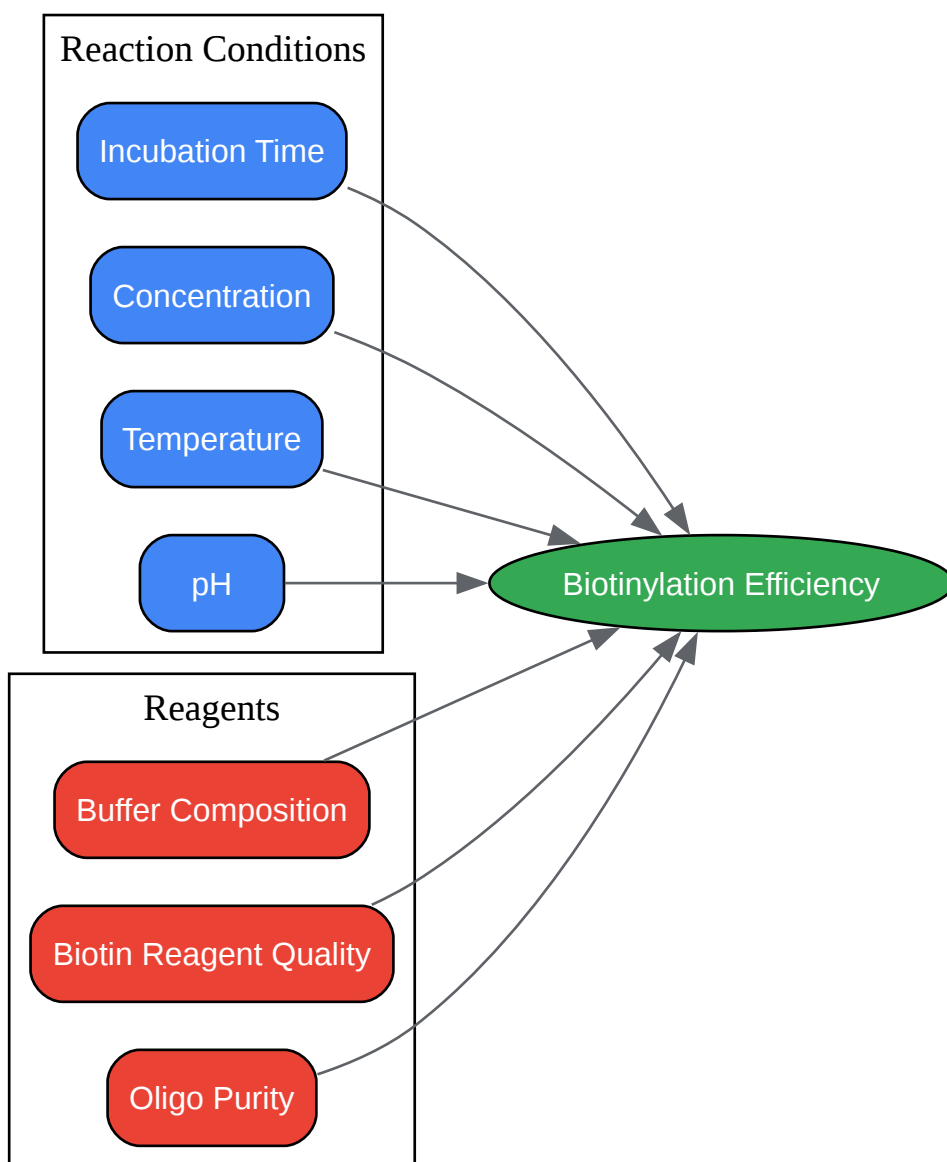 Reaction Conditions
Incubation Time
Concentration
Temperature
pH
Biotinylation Efficiency
Reagents
Buffer Composition
Biotin Reagent Quality
Oligo Purity